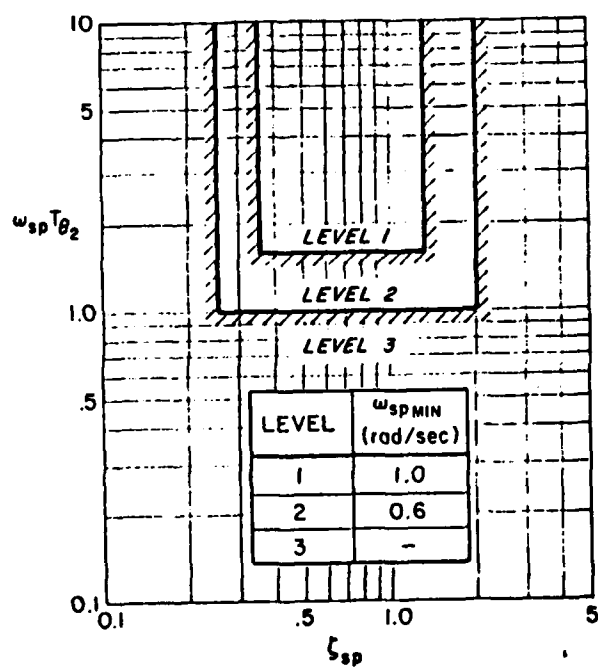 10
5
ω_sp T_θ2
LEVEL 1
LEVEL 2
1.0
LEVEL 3
.5
LEVEL ω_sp MIN (rad/sec)
1 1.0
2 0.6
3 –
0.1
0.1 .5 1.0 5
ζ_sp